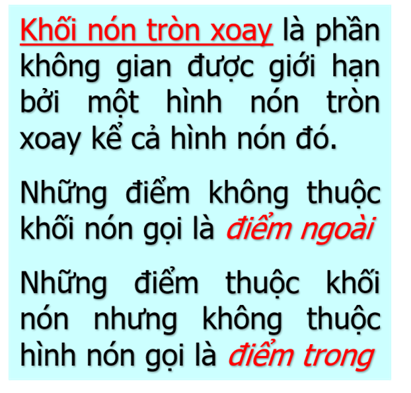 Khối nón tròn xoay là phần
không gian được giới hạn
bởi một hình nón tròn
xoay kể cả hình nón đó.
Những điểm không thuộc
khối nón gọi là điểm ngoài
Những điểm thuộc khối
nón nhưng không thuộc
hình nón gọi là điểm trong